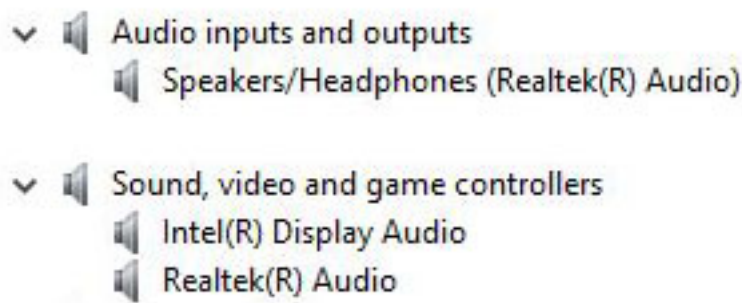 Audio inputs and outputs
Speakers/Headphones (Realtek(R) Audio)
Sound, video and game controllers
Intel(R) Display Audio
Realtek(R) Audio